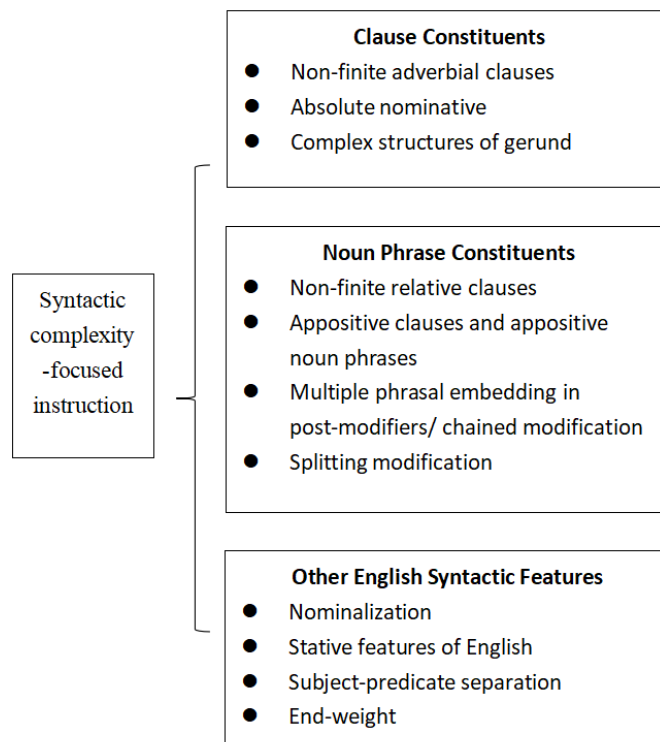 Clause Constituents
● Non-finite adverbial clauses
● Absolute nominative
● Complex structures of gerund
Syntactic
complexity
-focused
instruction
Noun Phrase Constituents
● Non-finite relative clauses
● Appositive clauses and appositive
noun phrases
● Multiple phrasal embedding in
post-modifiers/ chained modification
● Splitting modification
Other English Syntactic Features
● Nominalization
● Stative features of English
● Subject-predicate separation
● End-weight